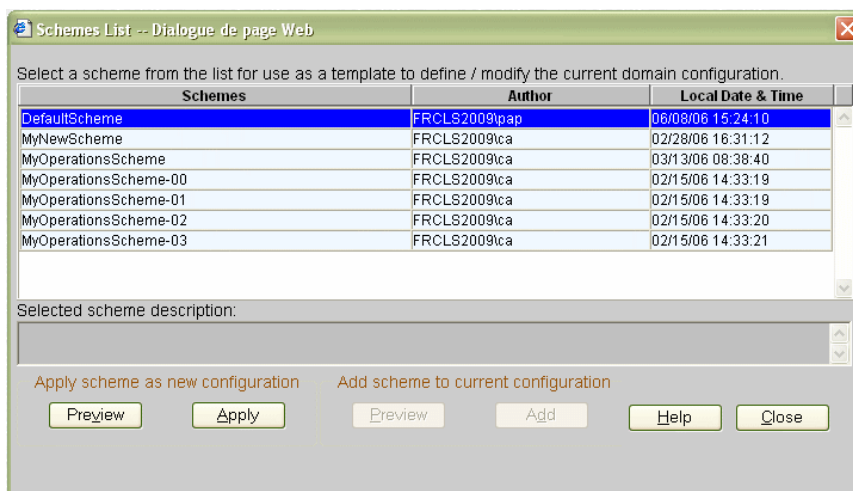 Schemes List -- Dialogue de page Web
Select a scheme from the list for use as a template to define / modify the current domain configuration.
Schemes Author Local Date & Time
DefaultScheme FRCLS2009\pap 06/08/06 15:24:10
MyNewScheme FRCLS2009\ca 02/28/06 16:31:12
MyOperationsScheme FRCLS2009\ca 03/13/06 08:38:40
MyOperationsScheme-00 FRCLS2009\ca 02/15/06 14:33:19
MyOperationsScheme-01 FRCLS2009\ca 02/15/06 14:33:19
MyOperationsScheme-02 FRCLS2009\ca 02/15/06 14:33:20
MyOperationsScheme-03 FRCLS2009\ca 02/15/06 14:33:21
Selected scheme description:
Apply scheme as new configuration Add scheme to current configuration
Preview Apply Preview Add Help Close